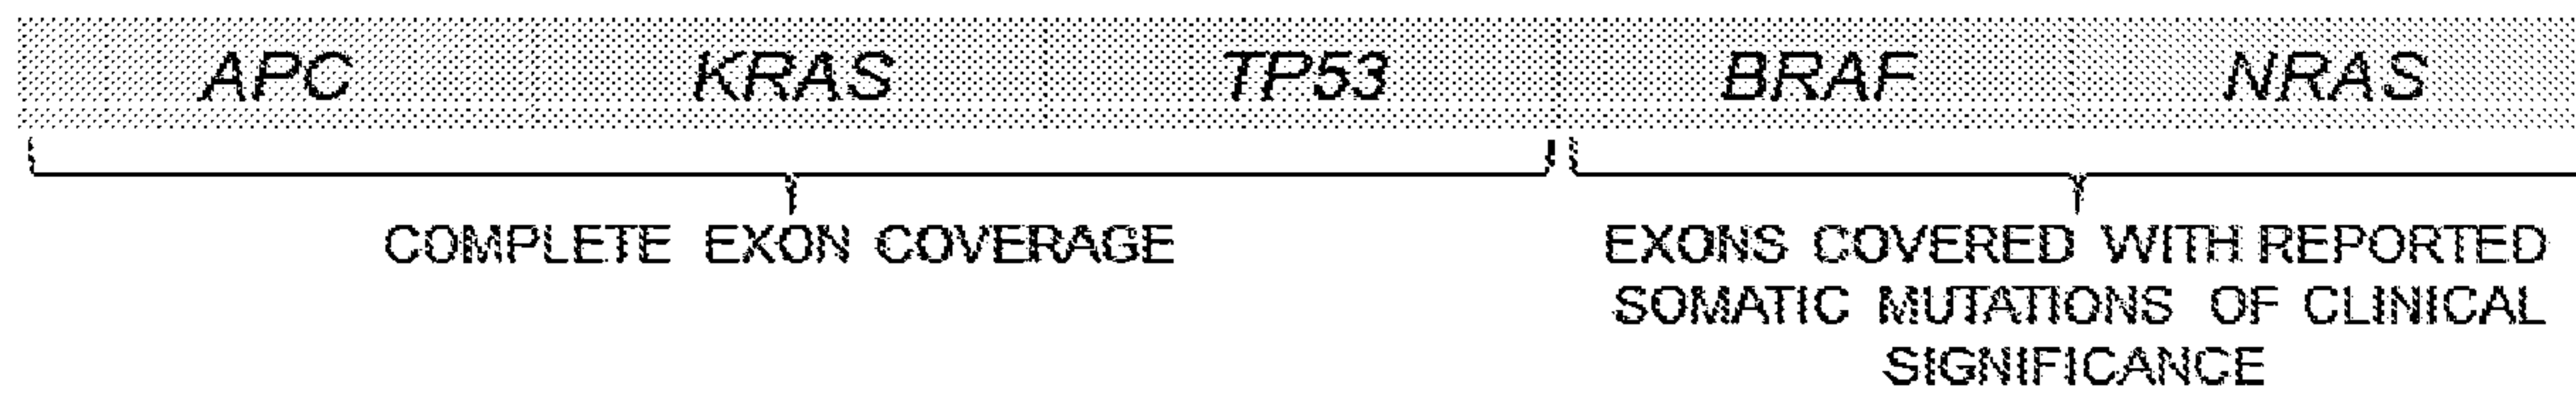 APC KRAS TP53 BRAF NRAS
COMPLETE EXON COVERAGE
EXONS COVERED WITH REPORTED
SOMATIC MUTATIONS OF CLINICAL
SIGNIFICANCE